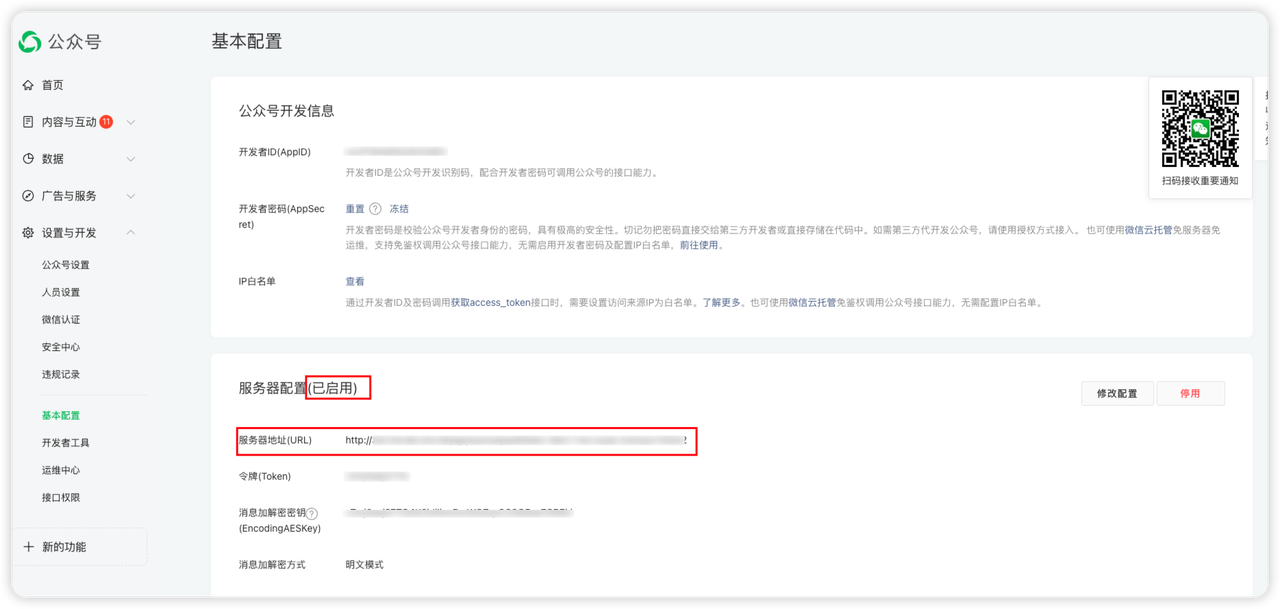 公众号
首页
内容与互动 11
数据
广告与服务
设置与开发
公众号设置
人员设置
微信认证
安全中心
违规记录
基本配置
开发者工具
运维中心
接口权限
新的功能
基本配置
公众号开发信息
开发者ID(AppID)
开发者ID是公众号开发识别码，配合开发者密码可调用公众号的接口能力。
开发者密码(AppSec
ret)
重置 ? 冻结
开发者密码是校验公众号开发者身份的密码，具有极高的安全性。切记勿把密码直接交给第三方开发者或直接存储在代码中。如需第三方代开发公众号，请使用授权方式接入。 也可使用微信云托管免服务器免
运维，支持免鉴权调用公众号接口能力，无需启用开发者密码及配置IP白名单，前往使用。
IP白名单
查看
通过开发者ID及密码调用获取access_token接口时，需要设置访问来源IP为白名单。了解更多。也可使用微信云托管免鉴权调用公众号接口能力，无需配置IP白名单。
扫码接收重要通知
服务器配置(已启用)
修改配置
停用
服务器地址(URL)
http://
令牌(Token)
消息加解密密钥 ?
(EncodingAESKey)
消息加解密方式
明文模式